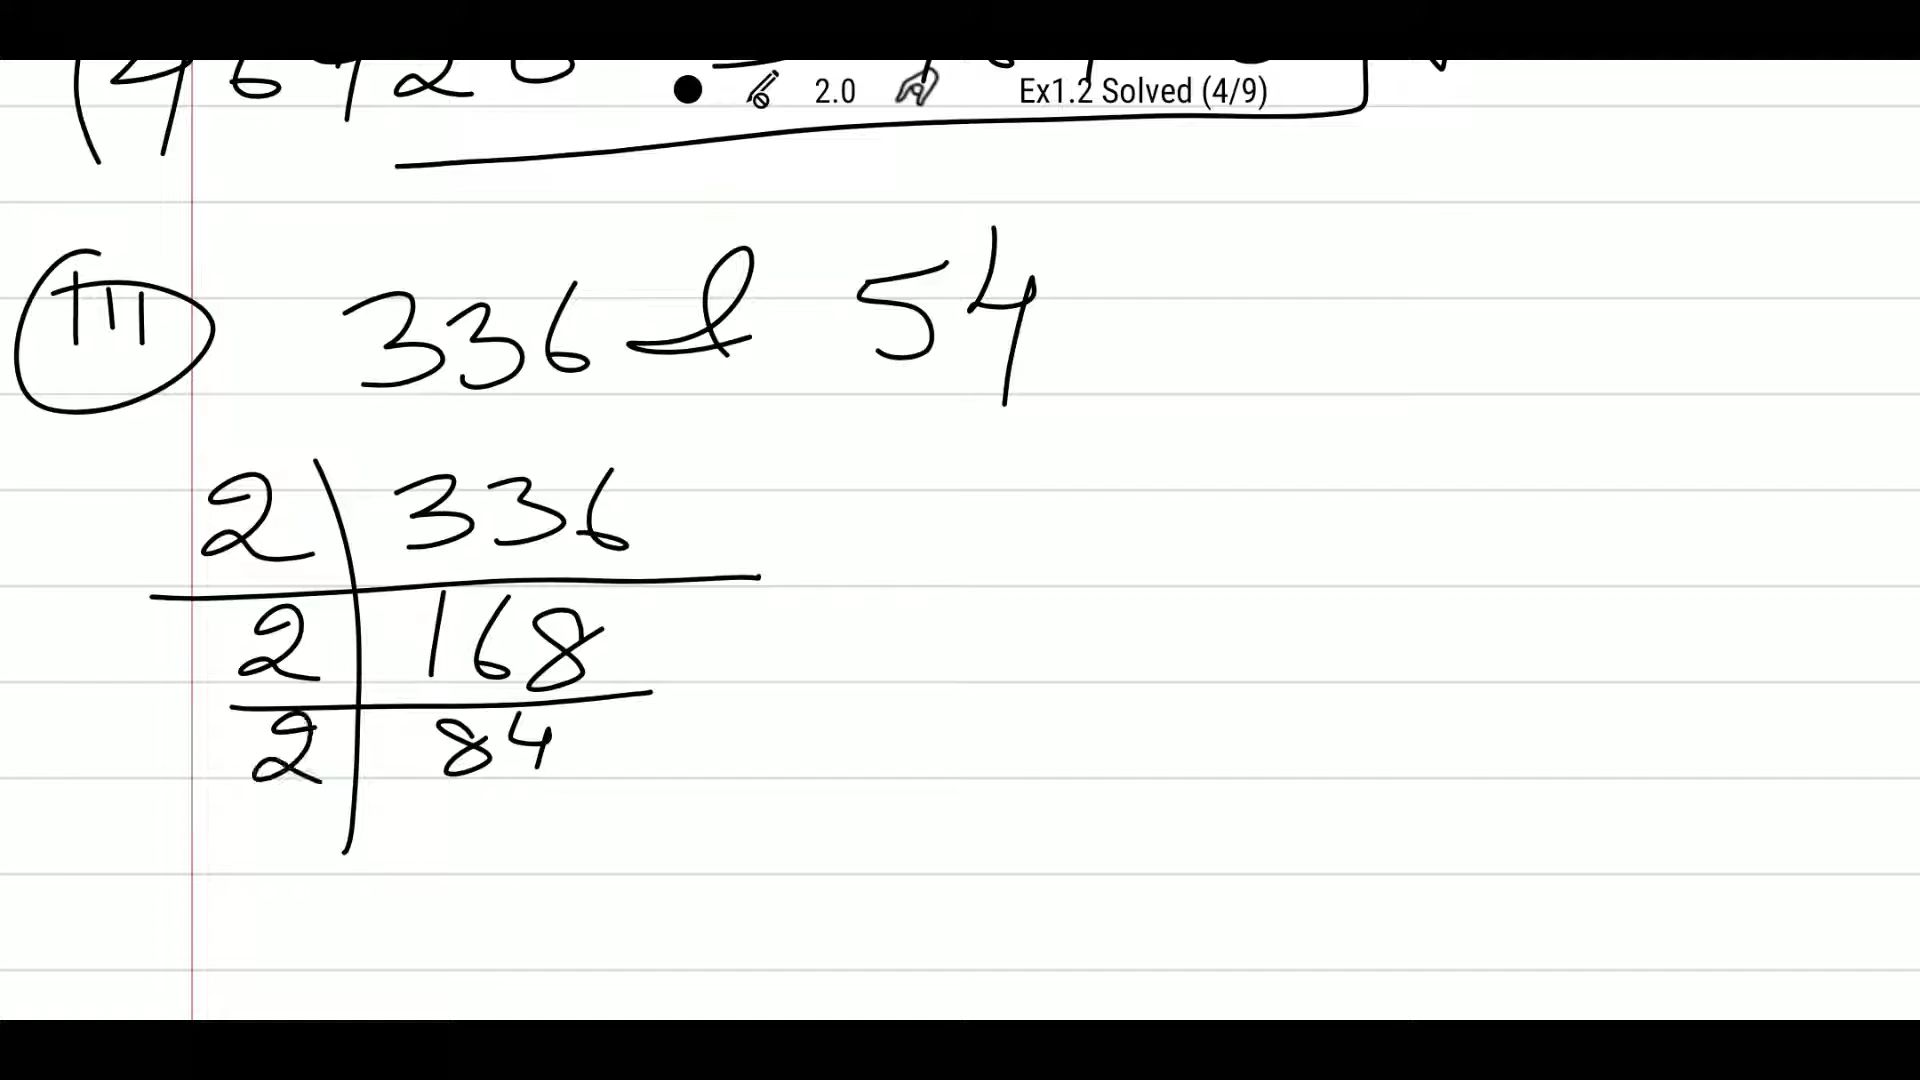 2.0 Ex1.2 Solved (4/9)
III 336 & 54
2 | 336
2 | 168
2 | 84